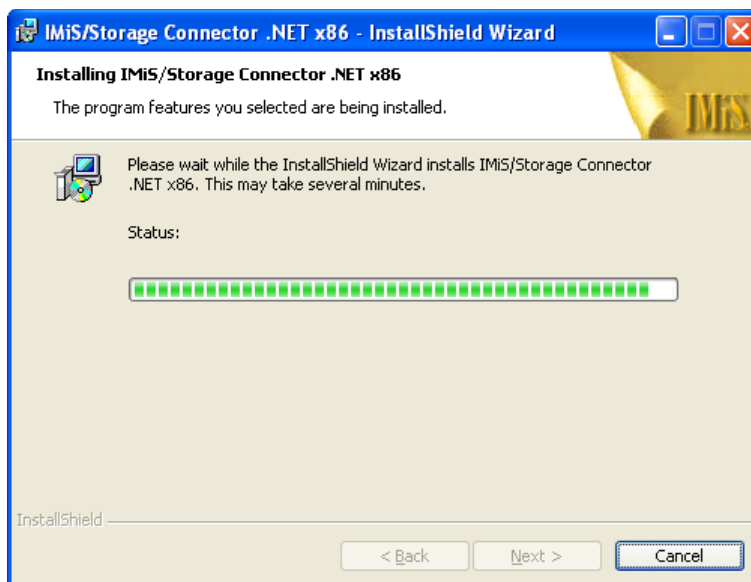 IMiS/Storage Connector .NET x86 - InstallShield Wizard
Installing IMiS/Storage Connector .NET x86
The program features you selected are being installed.
IMiS
Please wait while the InstallShield Wizard installs IMiS/Storage Connector
.NET x86. This may take several minutes.
Status:
InstallShield
< Back Next > Cancel